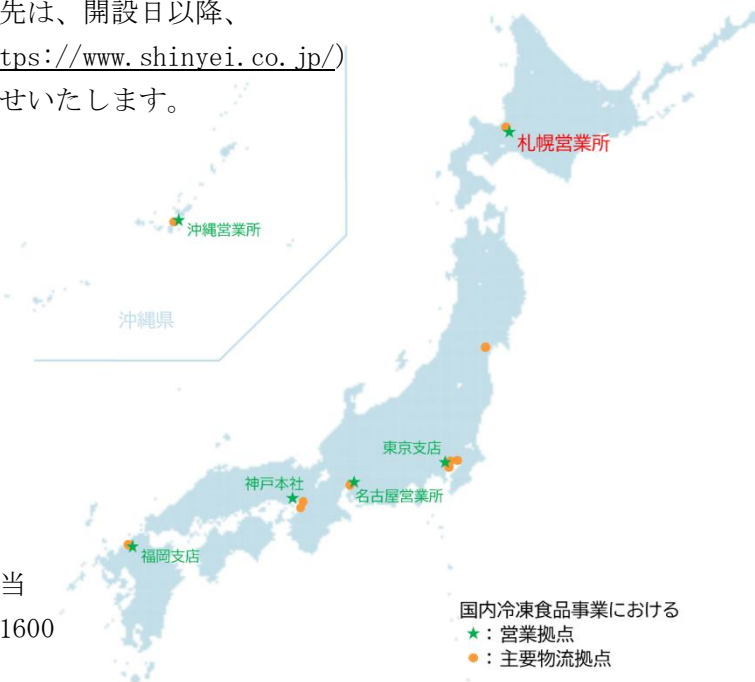 先は、開設日以降、
tps://www.shinyei.co.jp/)
せいたします。
札幌営業所
沖縄営業所
沖縄県
東京支店
神戸本社
名古屋営業所
福岡支店
当
1600
国内冷凍食品事業における
★：営業拠点
●：主要物流拠点